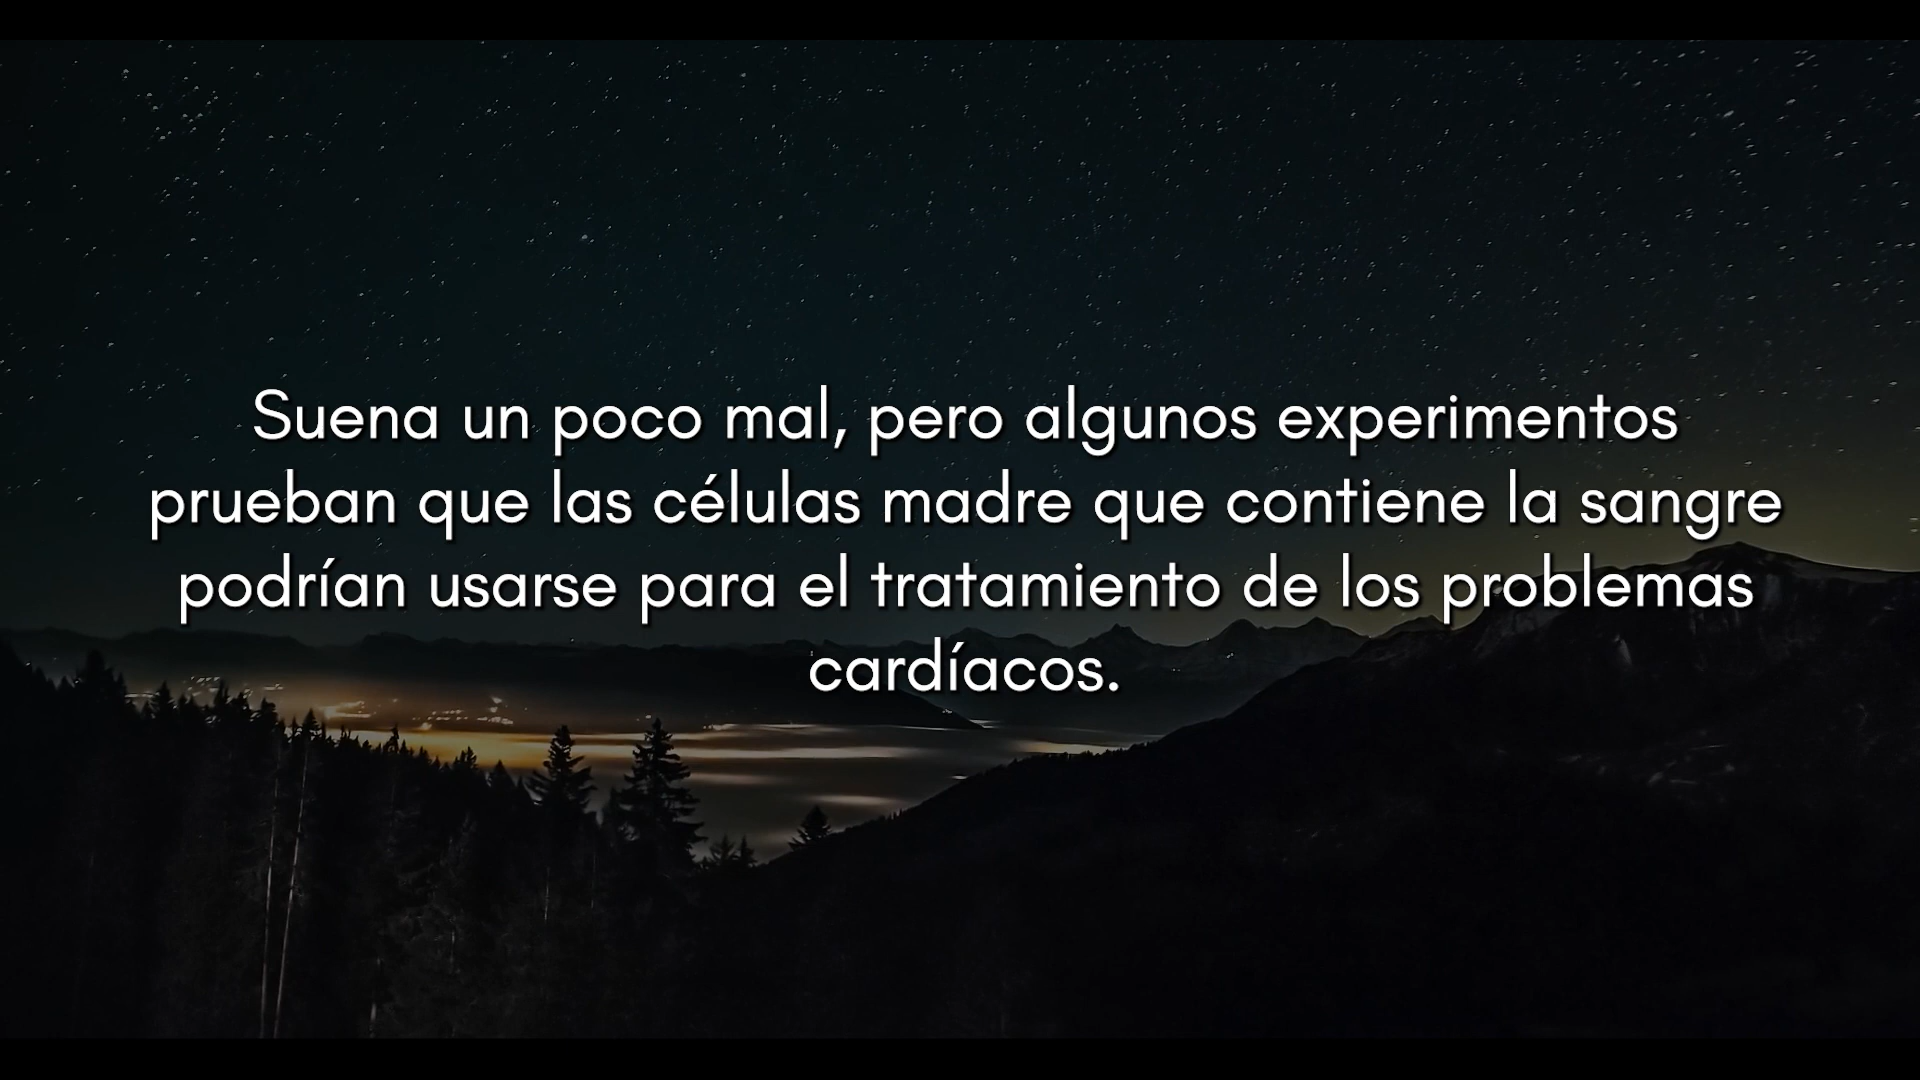 Suena un poco mal, pero algunos experimentos
prueban que las células madre que contiene la sangre
podrían usarse para el tratamiento de los problemas
cardíacos.